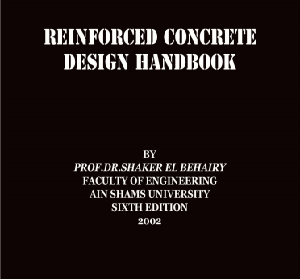 REINFORCED CONCRETE
DESIGN HANDBOOK
BY
PROF.DR.SHAKER EL BEHAIRY
FACULTY OF ENGINEERING
AIN SHAMS UNIVERSITY
SIXTH EDITION
2002